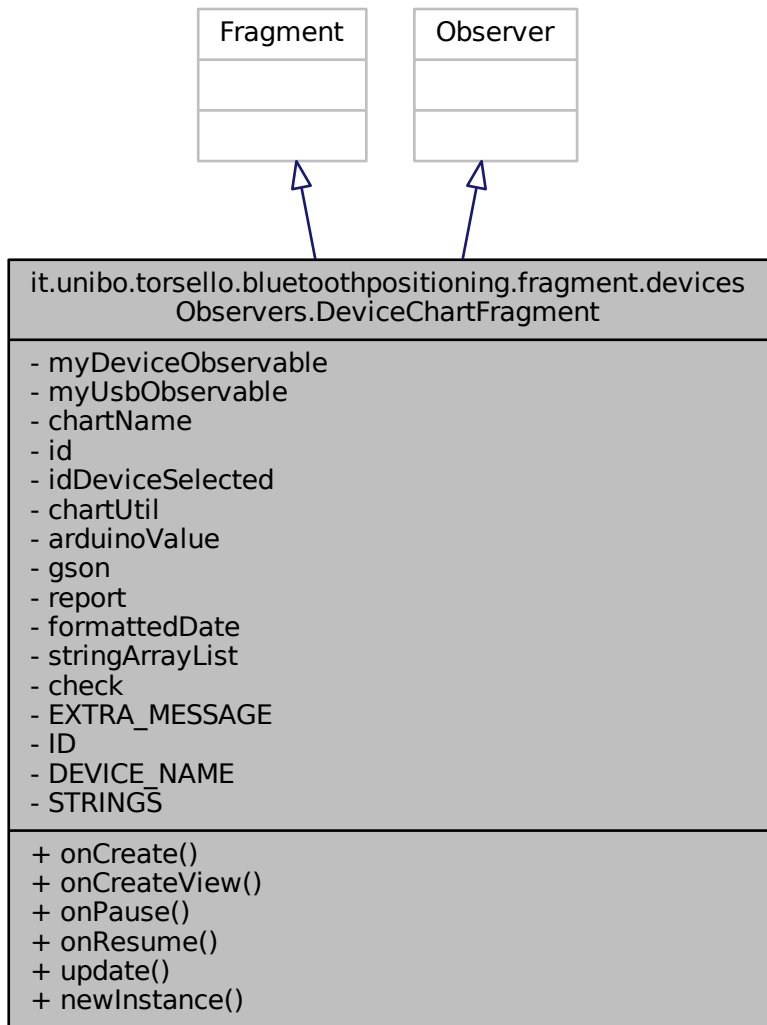 Fragment
Observer
it.unibo.torsello.bluetoothpositioning.fragment.devices
Observers.DeviceChartFragment
- myDeviceObservable
- myUsbObservable
- chartName
- id
- idDeviceSelected
- chartUtil
- arduinoValue
- gson
- report
- formattedDate
- stringArrayList
- check
- EXTRA_MESSAGE
- ID
- DEVICE_NAME
- STRINGS
+ onCreate()
+ onCreateView()
+ onPause()
+ onResume()
+ update()
+ newInstance()